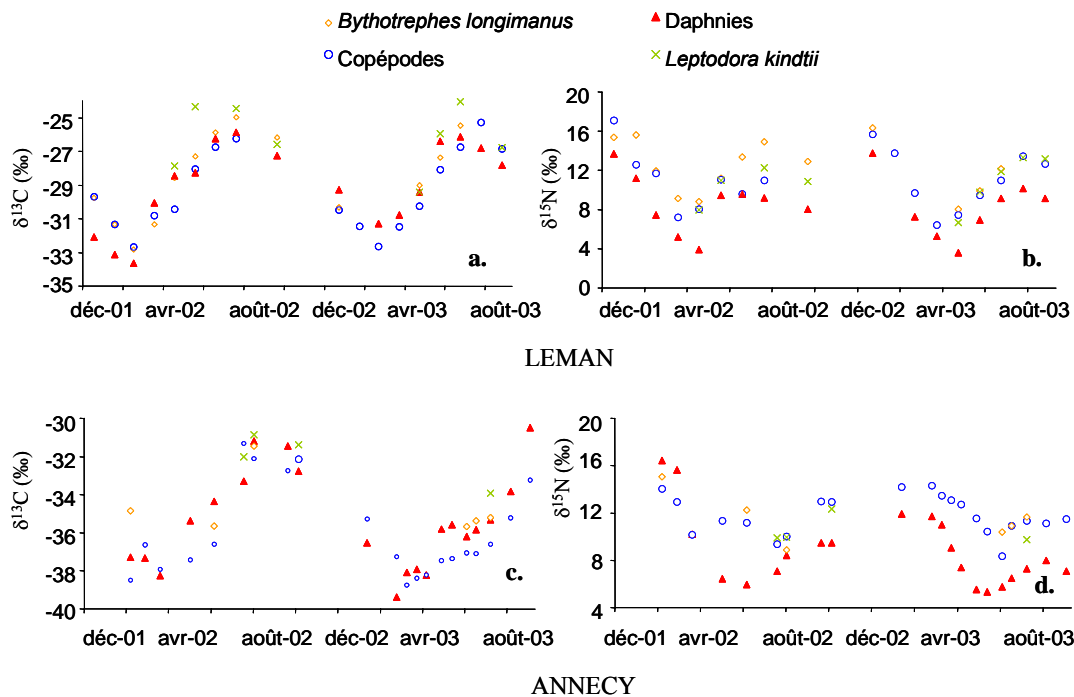 Bythotrephes longimanus
Daphnies
Copépodes
Leptodora kindtii
δ¹³C (‰)
-25
-27
-29
-31
-33
-35
déc-01
avr-02
août-02
déc-02
avr-03
août-03
a.
δ¹⁵N (‰)
20
16
12
8
4
0
déc-01
avr-02
août-02
déc-02
avr-03
août-03
b.
LEMAN
δ¹³C (‰)
-30
-32
-34
-36
-38
-40
déc-01
avr-02
août-02
déc-02
avr-03
août-03
c.
δ¹⁵N (‰)
20
16
12
8
4
déc-01
avr-02
août-02
déc-02
avr-03
août-03
d.
ANNECY